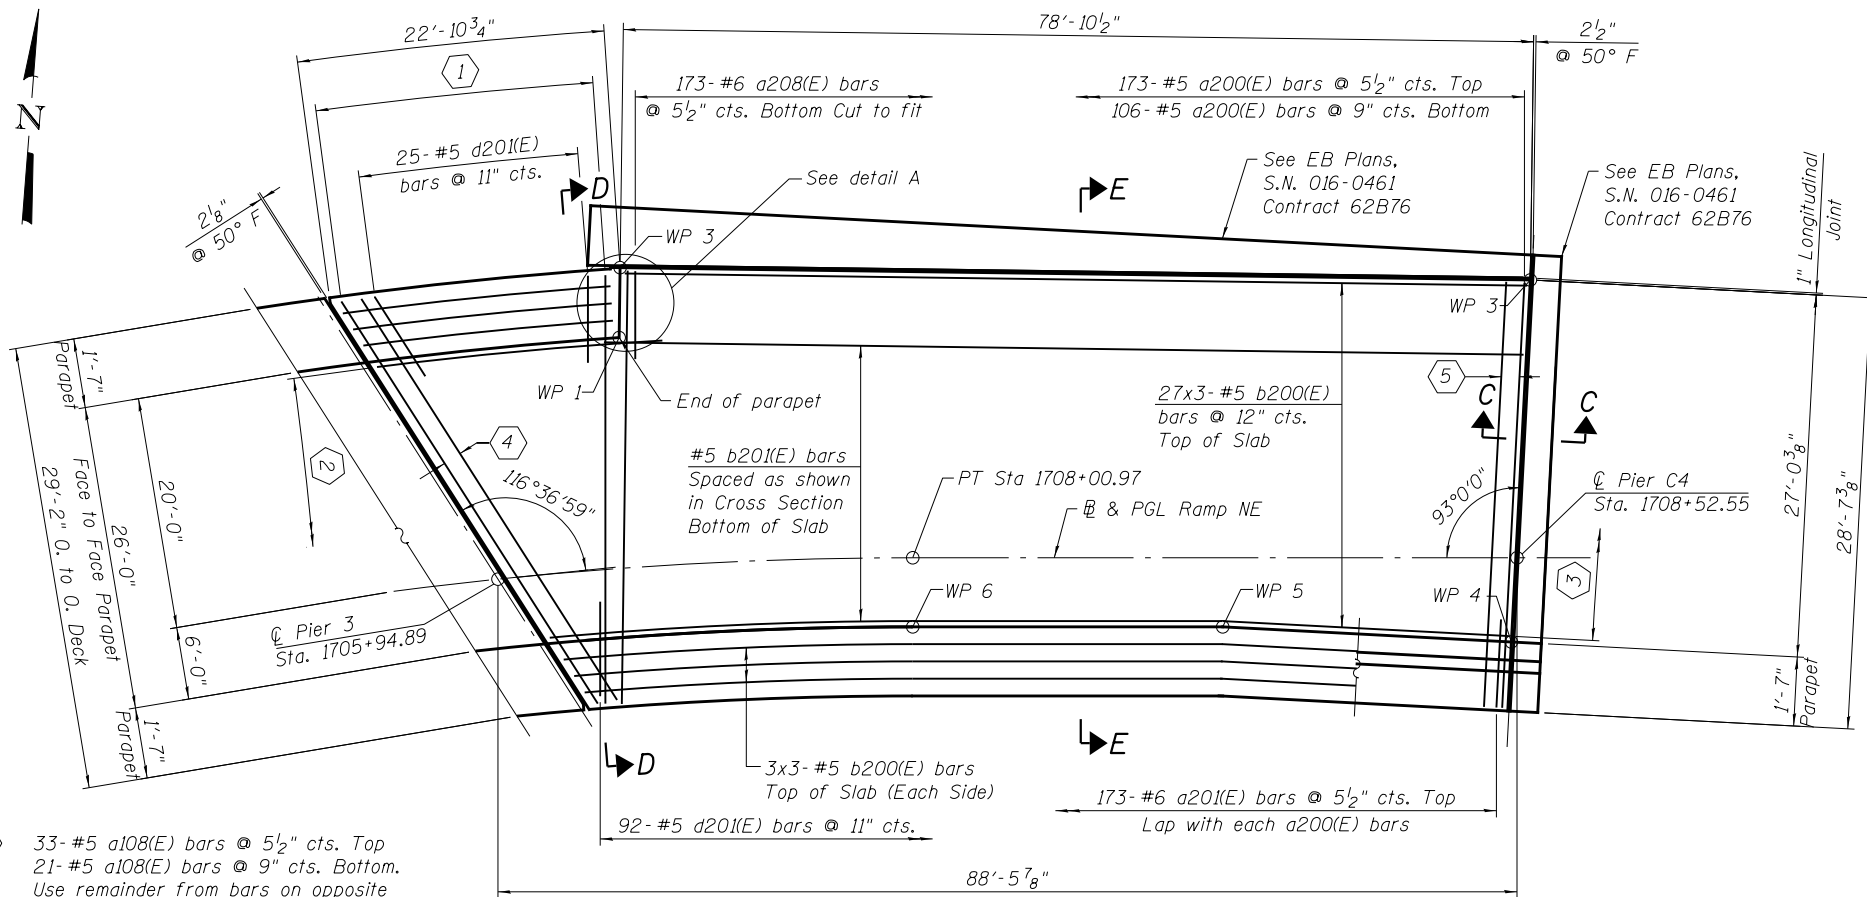 22'-10 3/4"
78'-10 1/2"
2 1/2"
@ 50° F
1
173-#6 a208(E) bars
@ 5 1/2" cts. Bottom Cut to fit
173-#5 a200(E) bars @ 5 1/2" cts. Top
106-#5 a200(E) bars @ 9" cts. Bottom
N
25-#5 d201(E)
bars @ 11" cts.
D
See detail A
E
See EB Plans,
S.N. 016-0461
Contract 62B76
See EB Plans,
S.N. 016-0461
Contract 62B76
1" Longitudinal
Joint
2 1/8"
@ 50° F
WP 3
WP 3
1'-7"
Parapet
WP 1
End of parapet
5
C
C
27x3-#5 b200(E)
bars @ 12" cts.
Top of Slab
4
2
116°36'59"
#5 b201(E) bars
Spaced as shown
in Cross Section
Bottom of Slab
PT Sta 1708+00.97
℄ Pier C4
Sta. 1708+52.55
93°0'0"
27'-0 3/8"
28'-7 3/8"
20'-0"
Face to Face Parapet
26'-0"
29'-2" O. to O. Deck
B & PGL Ramp NE
3
WP 6
WP 5
WP 4
℄ Pier 3
Sta. 1705+94.89
6'-0"
1'-7"
Parapet
1'-7"
Parapet
D
E
3x3-#5 b200(E) bars
Top of Slab (Each Side)
173-#6 a201(E) bars @ 5 1/2" cts. Top
Lap with each a200(E) bars
92-#5 d201(E) bars @ 11" cts.
33-#5 a108(E) bars @ 5 1/2" cts. Top
21-#5 a108(E) bars @ 9" cts. Bottom.
Use remainder from bars on opposite
88'-5 7/8"